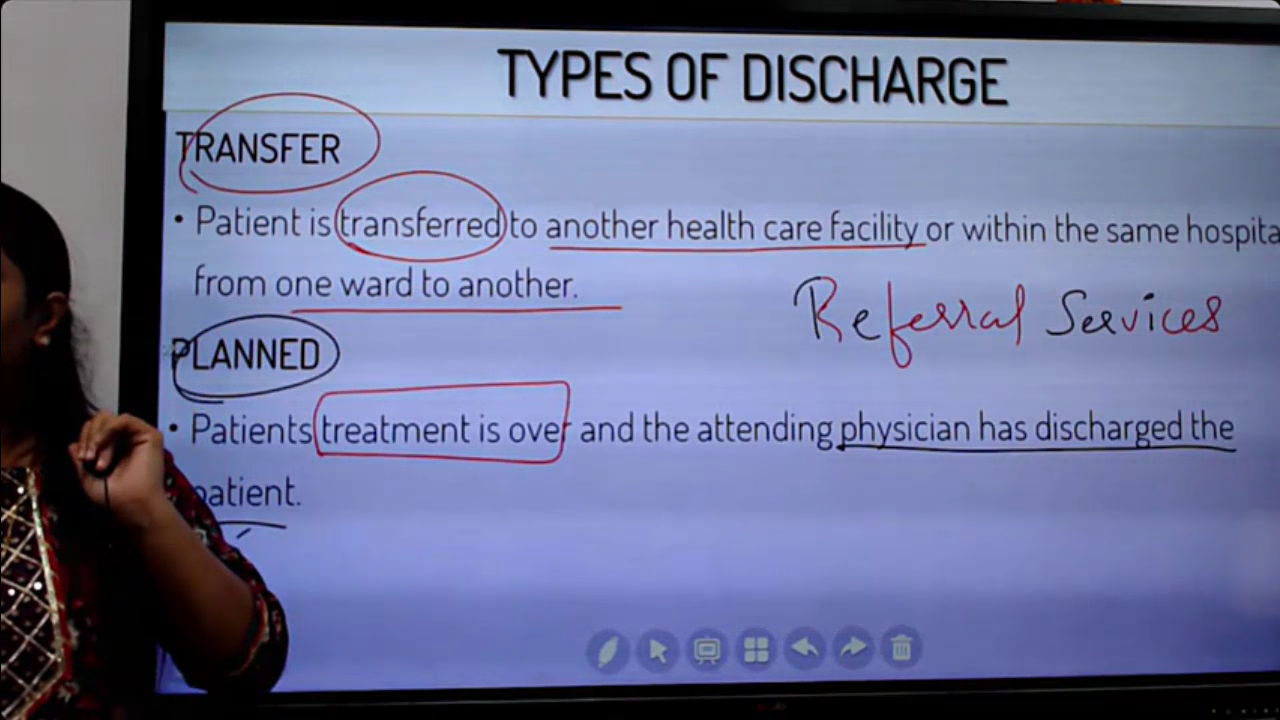 TYPES OF DISCHARGE
TRANSFER
• Patient is transferred to another health care facility or within the same hospita
from one ward to another.
Referral Services
PLANNED
• Patients treatment is over and the attending physician has discharged the
patient.